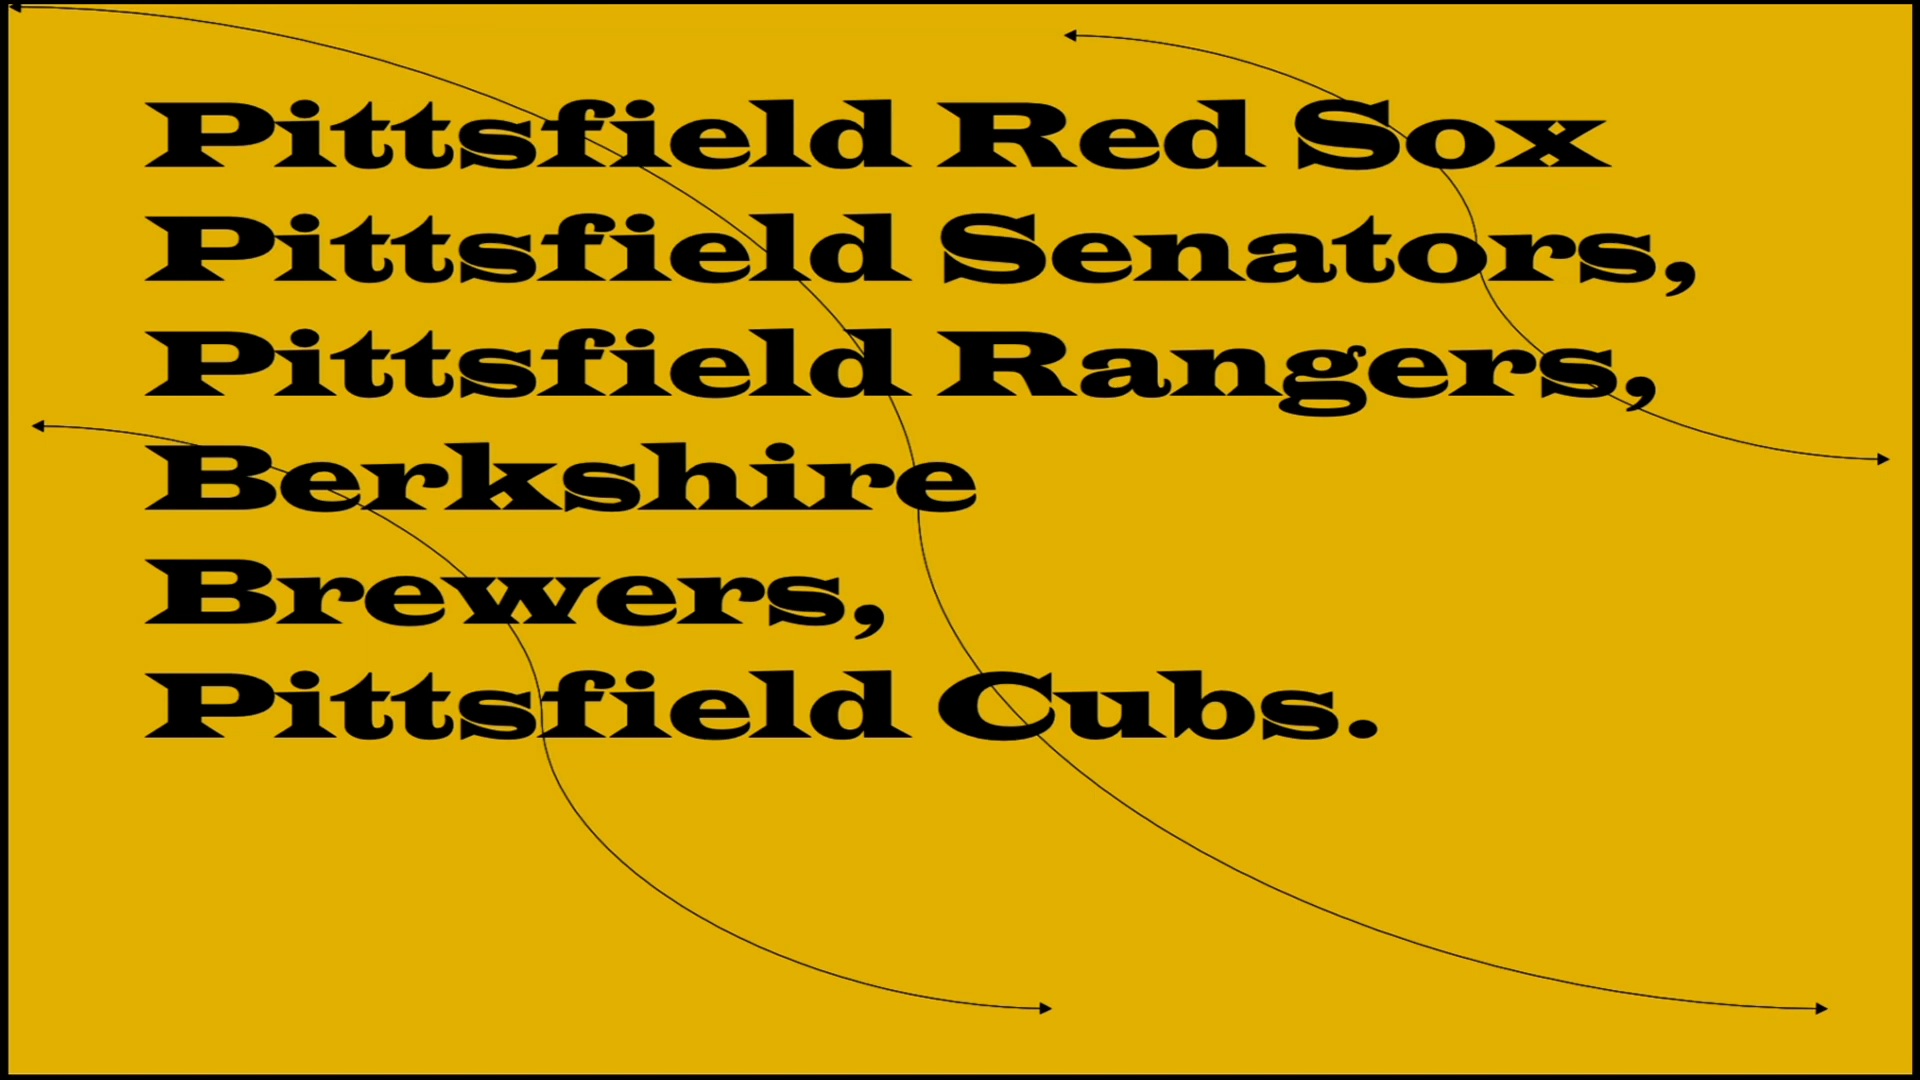 Pittsfield Red Sox
Pittsfield Senators,
Pittsfield Rangers,
Berkshire
Brewers,
Pittsfield Cubs.